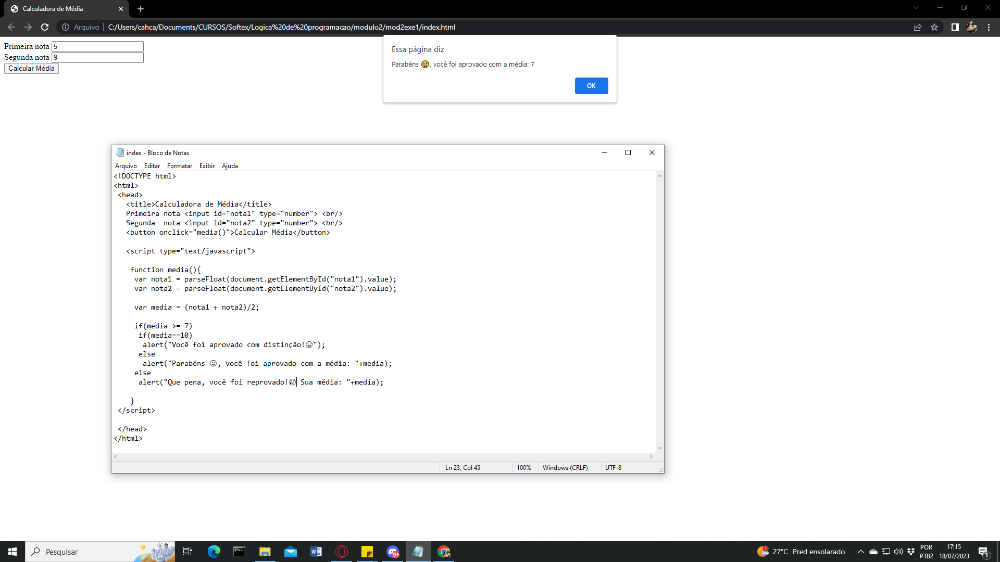 Calculadora de Média
Arquivo
C:/Users/cahca/Documents/CURSOS/Softex/Logica%20de%20programacao/modulo2/mod2exe1/index.html
Primeira nota 5
Segunda nota 9
Calcular Média
Essa página diz
Parabéns 😀, você foi aprovado com a média: 7
OK
index - Bloco de Notas
Arquivo Editar Formatar Exibir Ajuda
<!DOCTYPE html>
<html>
<head>
<title>Calculadora de Média</title>
Primeira nota <input id="nota1" type="number"> <br/>
Segunda  nota <input id="nota2" type="number"> <br/>
<button onclick="media()">Calcular Média</button>
<script type="text/javascript">
function media(){
var nota1 = parseFloat(document.getElementById("nota1").value);
var nota2 = parseFloat(document.getElementById("nota2").value);
var media = (nota1 + nota2)/2;
if(media >= 7)
if(media==10)
alert("Você foi aprovado com distinção!😀");
else
alert("Parabéns 😀, você foi aprovado com a média: "+media);
else
alert("Que pena, você foi reprovado!😥 Sua média: "+media);
}
</script>
</head>
</html>
Ln 23, Col 45
100%
Windows (CRLF)
UTF-8
Pesquisar
9+
1
27°C Pred ensolarado
POR
PTB2
17:15
18/07/2023
1